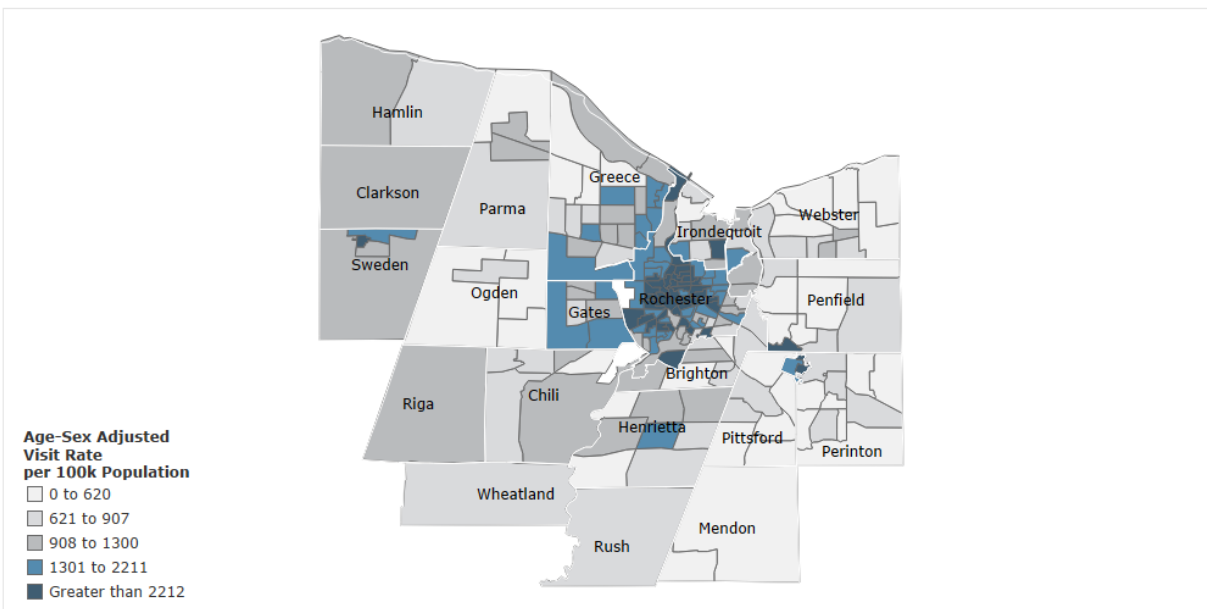 Hamlin
Clarkson
Parma
Greece
Webster
Irondequoit
Sweden
Ogden
Gates
Rochester
Penfield
Brighton
Riga
Chili
Henrietta
Pittsford
Perinton
Wheatland
Mendon
Rush
Age-Sex Adjusted
Visit Rate
per 100k Population
0 to 620
621 to 907
908 to 1300
1301 to 2211
Greater than 2212